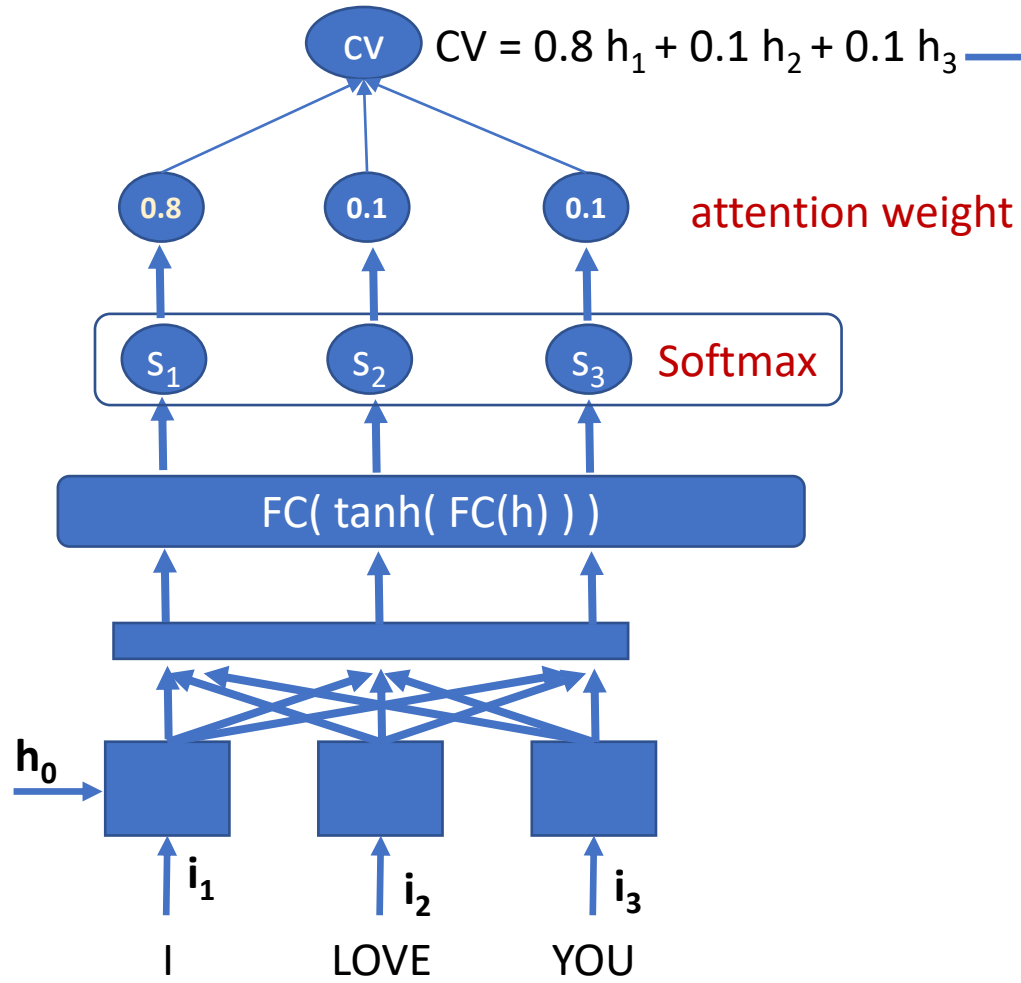 cv CV = 0.8 h₁ + 0.1 h₂ + 0.1 h₃
0.8 0.1 0.1 attention weight
s₁ s₂ s₃ Softmax
FC( tanh( FC(h) ) )
h₀
i₁ i₂ i₃
I LOVE YOU